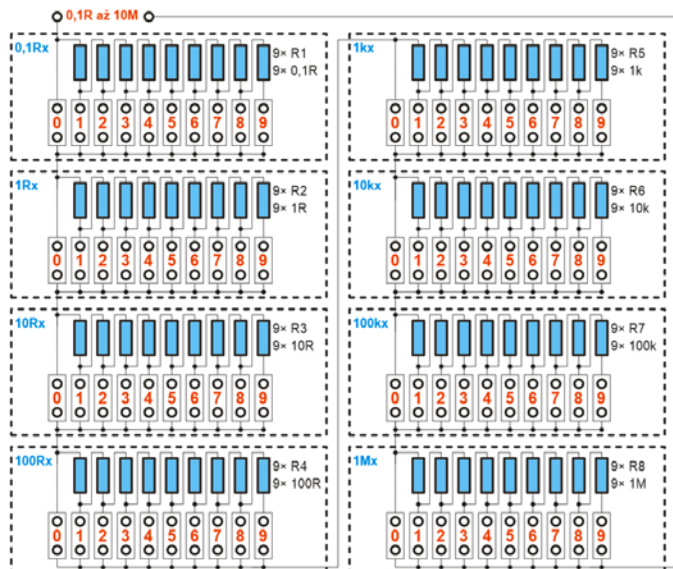 0,1R až 10M
0,1Rx
9× R1
9× 0,1R
0 1 2 3 4 5 6 7 8 9
1Rx
9× R2
9× 1R
0 1 2 3 4 5 6 7 8 9
10Rx
9× R3
9× 10R
0 1 2 3 4 5 6 7 8 9
100Rx
9× R4
9× 100R
0 1 2 3 4 5 6 7 8 9
1kx
9× R5
9× 1k
0 1 2 3 4 5 6 7 8 9
10kx
9× R6
9× 10k
0 1 2 3 4 5 6 7 8 9
100kx
9× R7
9× 100k
0 1 2 3 4 5 6 7 8 9
1Mx
9× R8
9× 1M
0 1 2 3 4 5 6 7 8 9